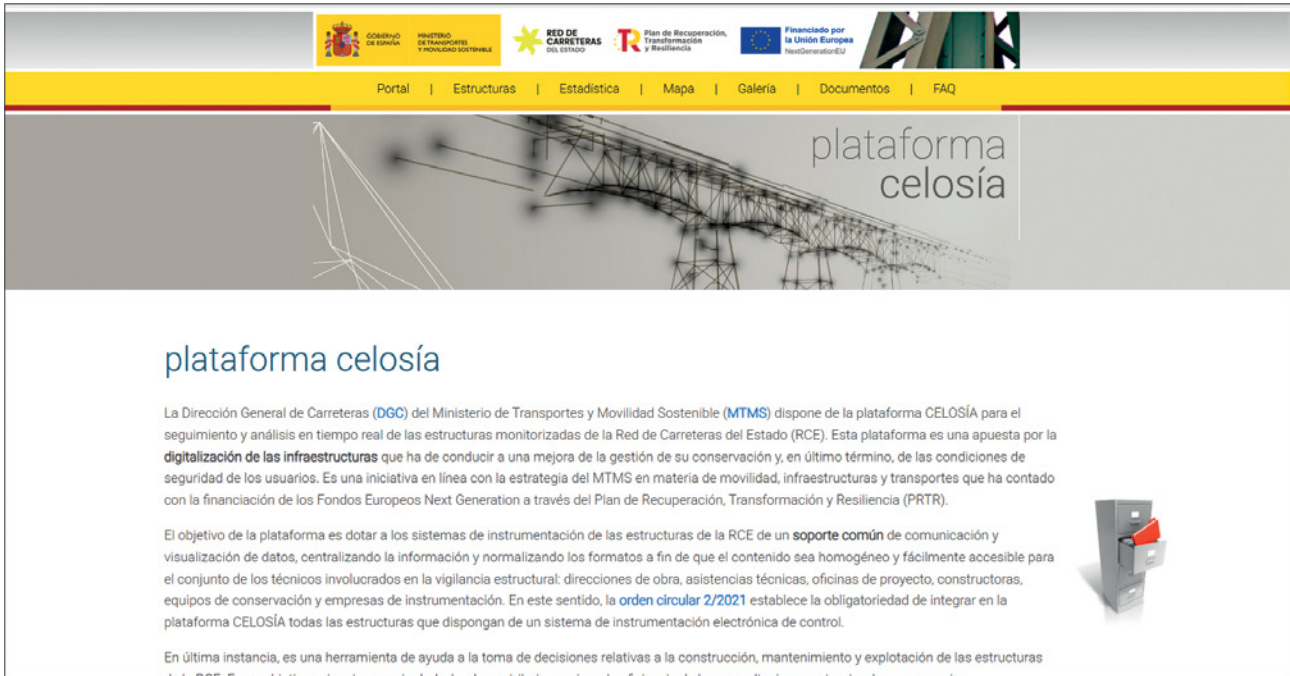 GOBIERNO
DE ESPAÑA
MINISTERIO
DE TRANSPORTES
Y MOVILIDAD SOSTENIBLE
RED DE
CARRETERAS
DEL ESTADO
Plan de Recuperación,
Transformación
y Resiliencia
Financiado por
la Unión Europea
NextGenerationEU
Portal | Estructuras | Estadística | Mapa | Galería | Documentos | FAQ
plataforma
celosía
plataforma celosía
La Dirección General de Carreteras (DGC) del Ministerio de Transportes y Movilidad Sostenible (MTMS) dispone de la plataforma CELOSÍA para el
seguimiento y análisis en tiempo real de las estructuras monitorizadas de la Red de Carreteras del Estado (RCE). Esta plataforma es una apuesta por la
digitalización de las infraestructuras que ha de conducir a una mejora de la gestión de su conservación y, en último término, de las condiciones de
seguridad de los usuarios. Es una iniciativa en línea con la estrategia del MTMS en materia de movilidad, infraestructuras y transportes que ha contado
con la financiación de los Fondos Europeos Next Generation a través del Plan de Recuperación, Transformación y Resiliencia (PRTR).
El objetivo de la plataforma es dotar a los sistemas de instrumentación de las estructuras de la RCE de un soporte común de comunicación y
visualización de datos, centralizando la información y normalizando los formatos a fin de que el contenido sea homogéneo y fácilmente accesible para
el conjunto de los técnicos involucrados en la vigilancia estructural: direcciones de obra, asistencias técnicas, oficinas de proyecto, constructoras,
equipos de conservación y empresas de instrumentación. En este sentido, la orden circular 2/2021 establece la obligatoriedad de integrar en la
plataforma CELOSÍA todas las estructuras que dispongan de un sistema de instrumentación electrónica de control.
En última instancia, es una herramienta de ayuda a la toma de decisiones relativas a la construcción, mantenimiento y explotación de las estructuras